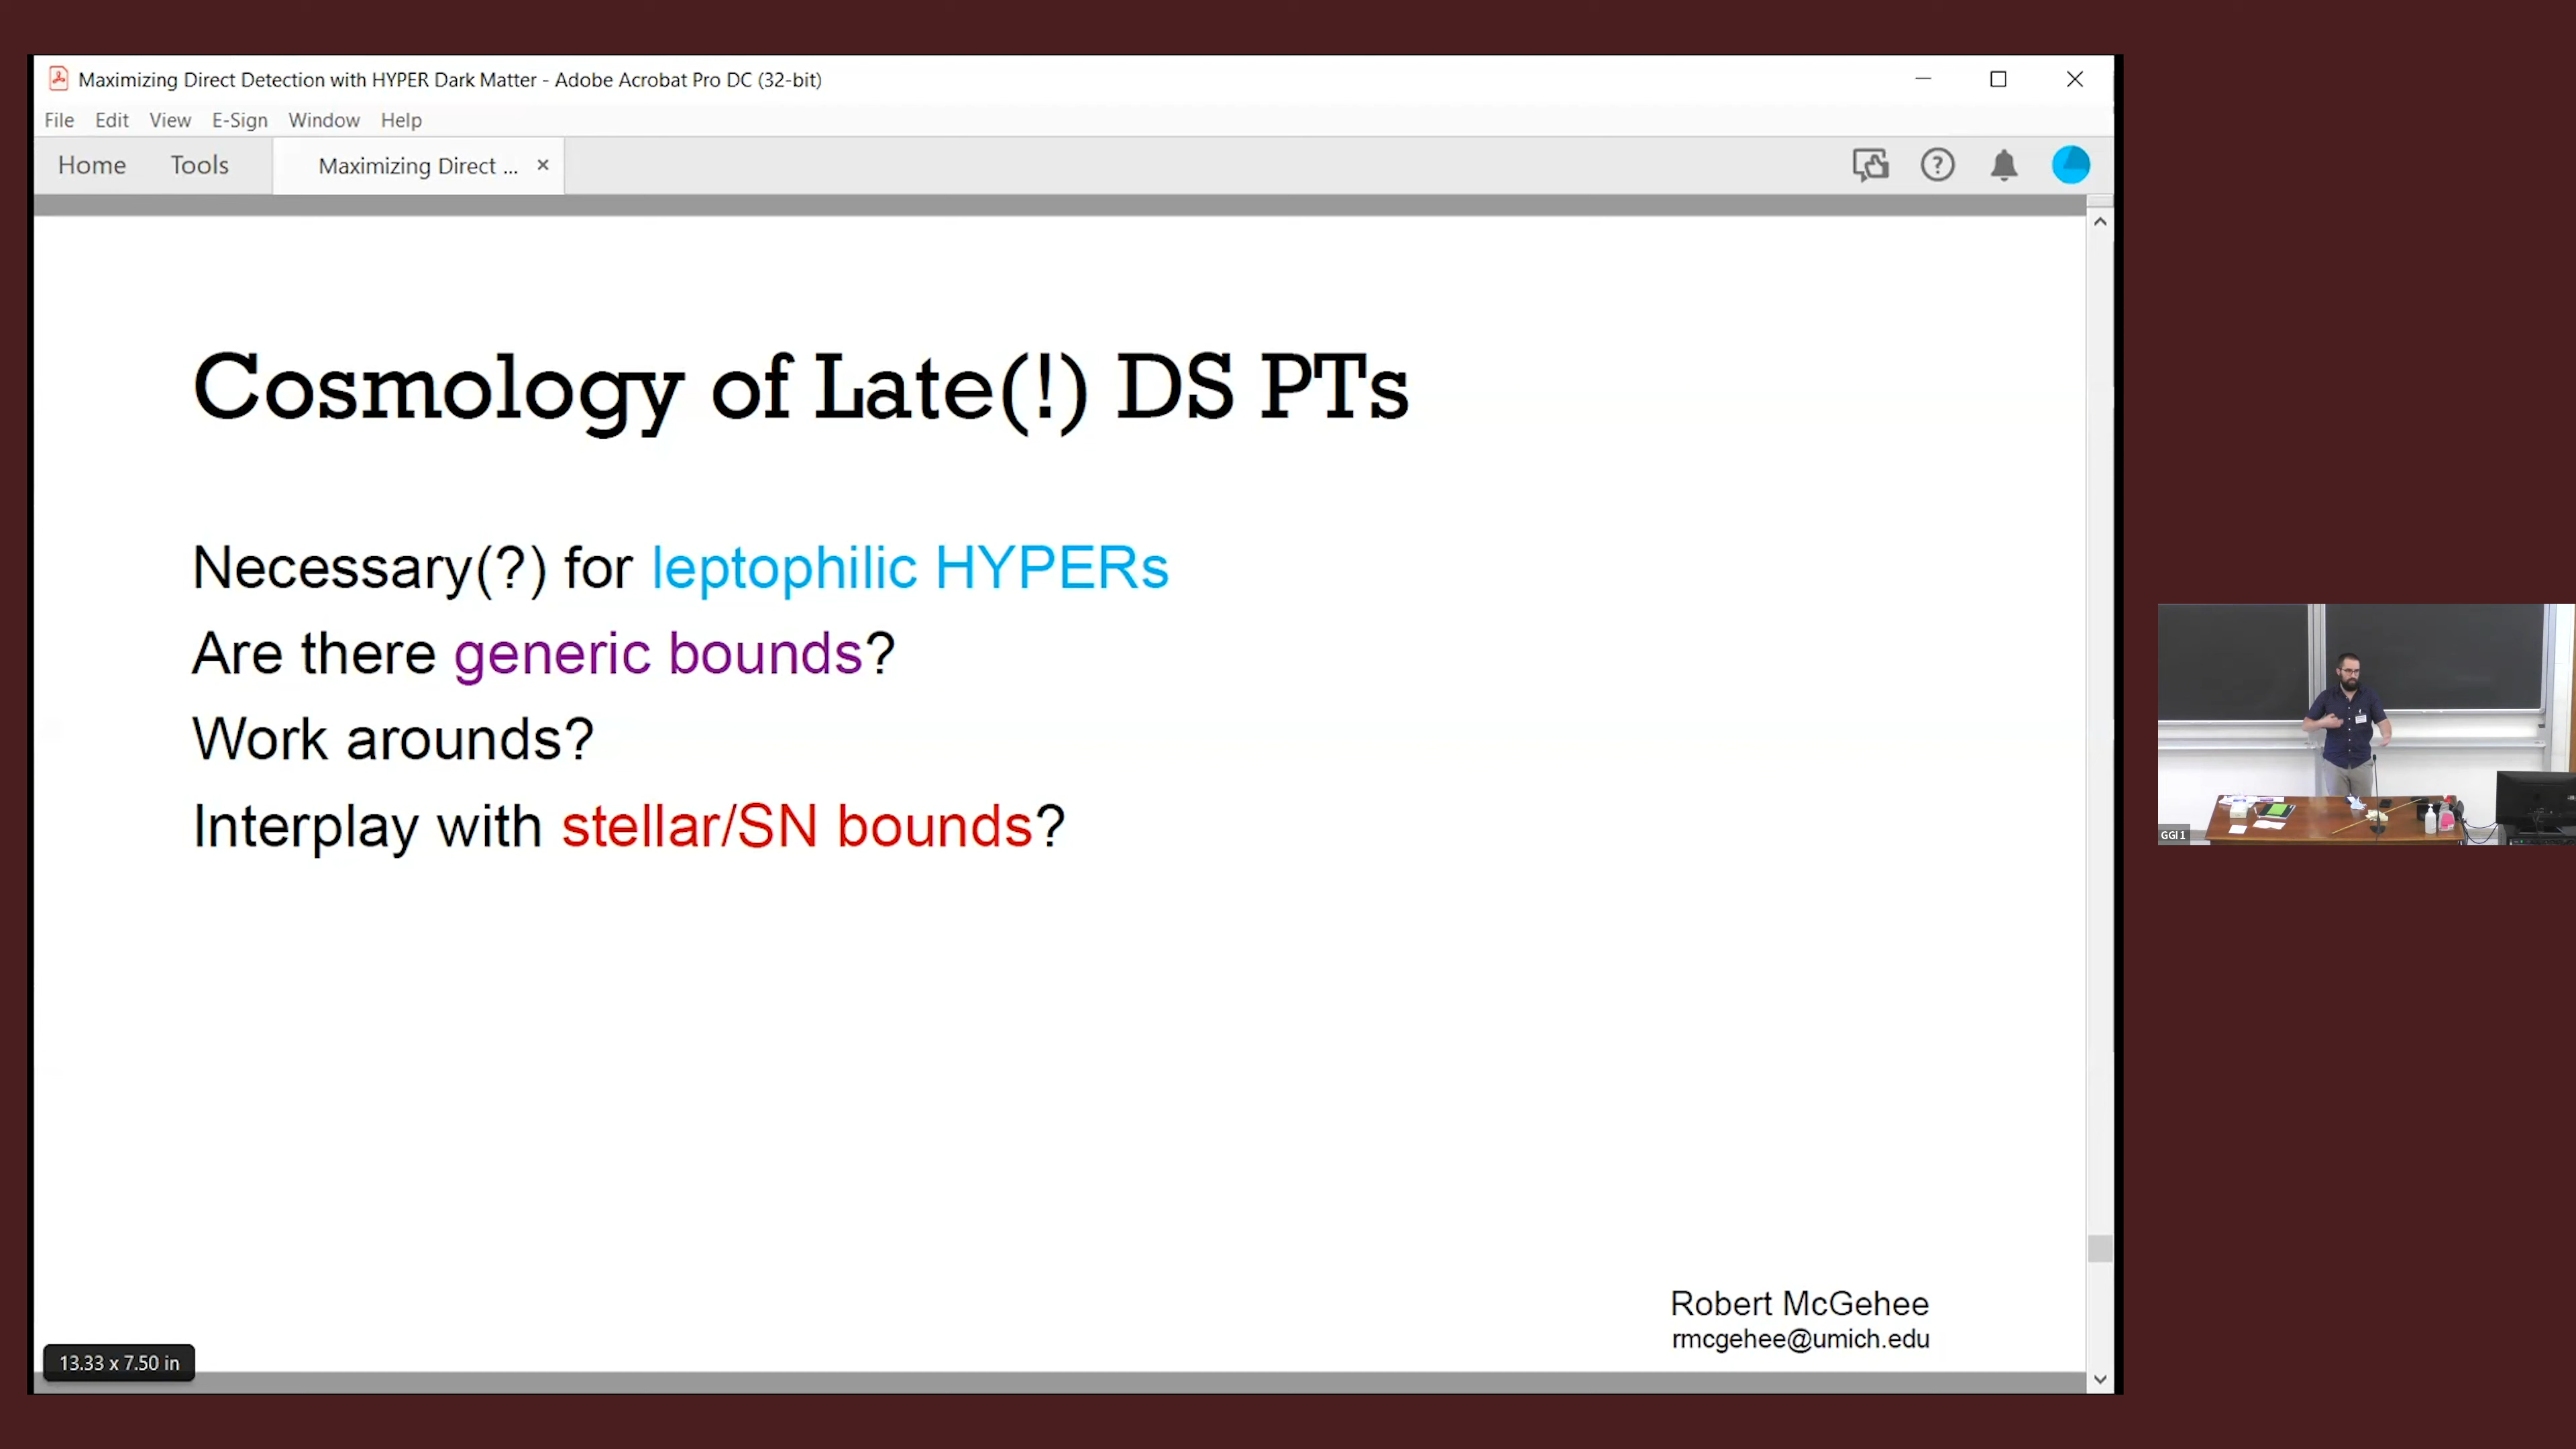 Maximizing Direct Detection with HYPER Dark Matter - Adobe Acrobat Pro DC (32-bit)
File Edit View E-Sign Window Help
Home Tools Maximizing Direct ...
Cosmology of Late(!) DS PTs
Necessary(?) for leptophilic HYPERs
Are there generic bounds?
Work arounds?
Interplay with stellar/SN bounds?
GGI 1
Robert McGehee
rmcgehee@umich.edu
13.33 x 7.50 in